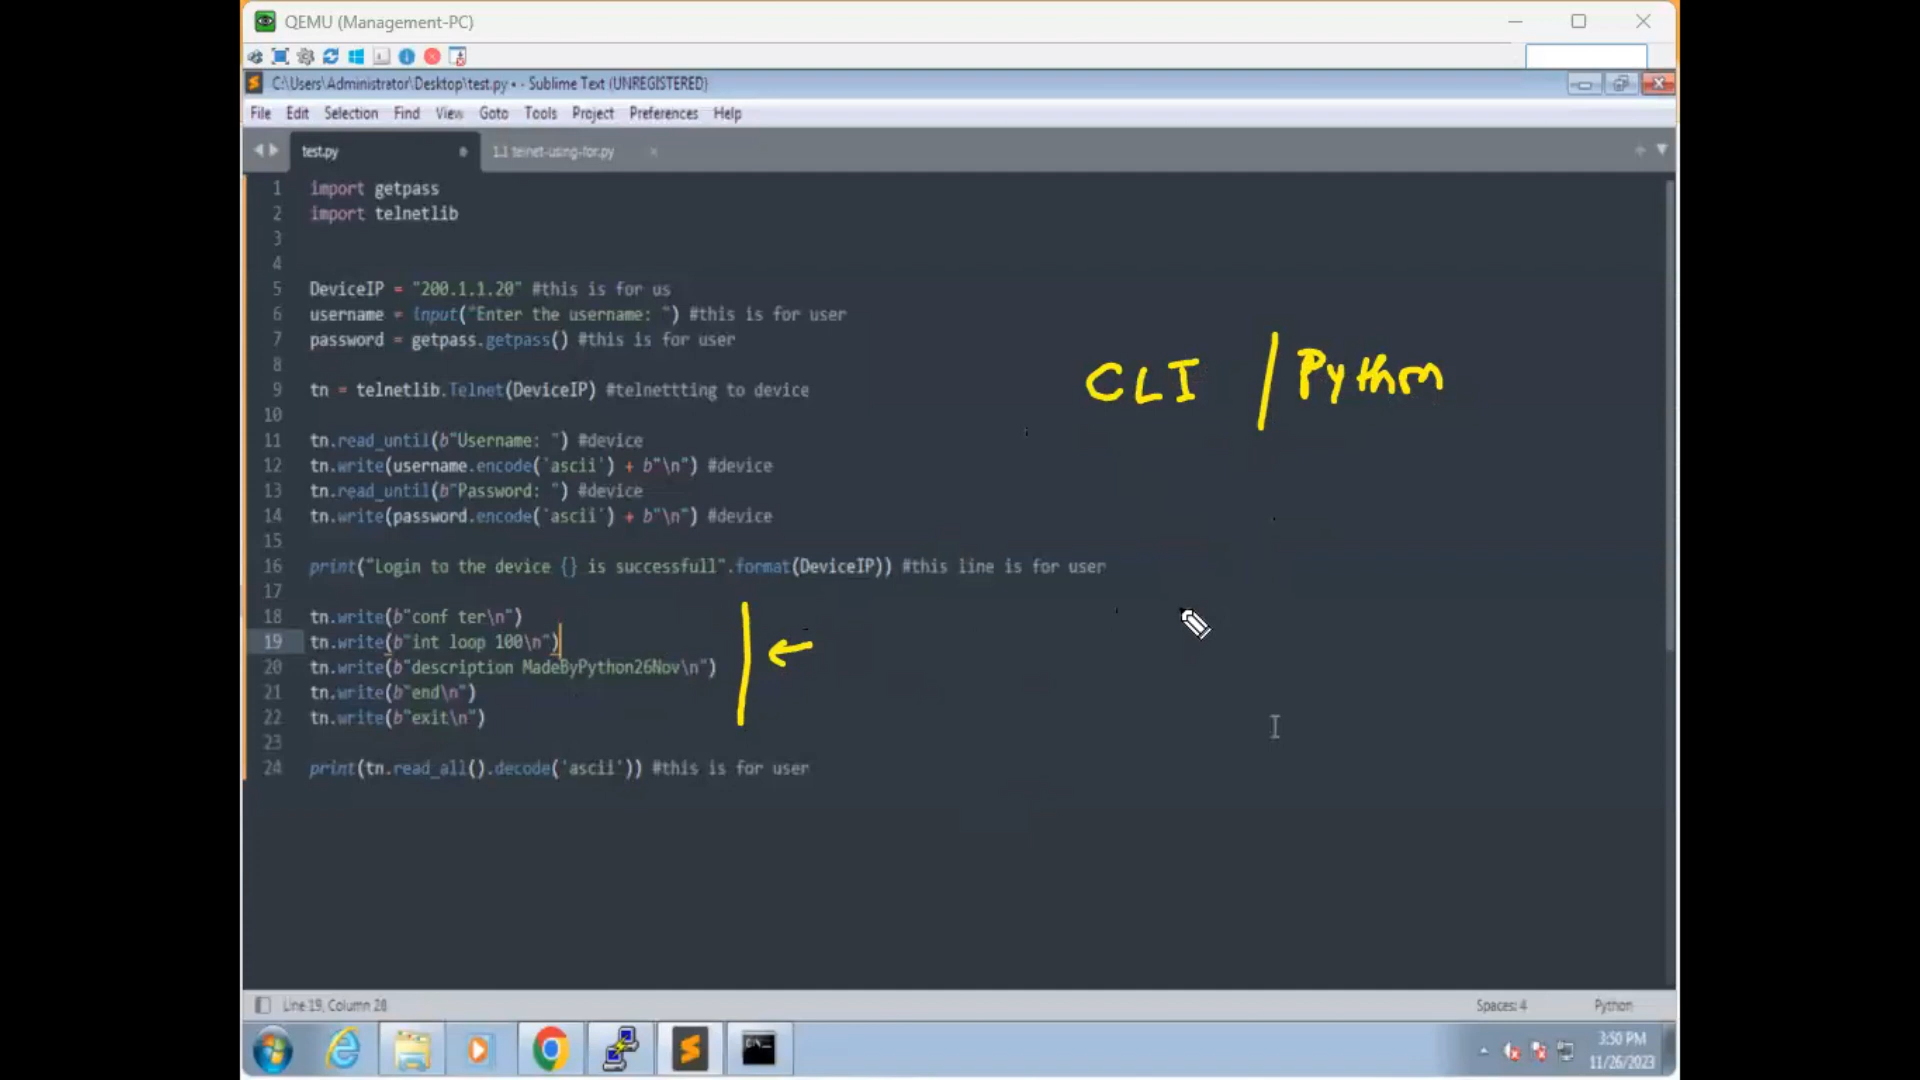 QEMU (Management-PC)
C:\Users\Administrator\Desktop\test.py • - Sublime Text (UNREGISTERED)
File Edit Selection Find View Goto Tools Project Preferences Help
test.py 1.1 telnet-using-for.py
1 import getpass
2 import telnetlib
3
4
5 DeviceIP = "200.1.1.20" #this is for us
6 username = input("Enter the username: ") #this is for user
7 password = getpass.getpass() #this is for user
8
9 tn = telnetlib.Telnet(DeviceIP) #telnettting to device
10
11 tn.read_until(b"Username: ") #device
12 tn.write(username.encode('ascii') + b"\n") #device
13 tn.read_until(b"Password: ") #device
14 tn.write(password.encode('ascii') + b"\n") #device
15
16 print("Login to the device {} is successfull".format(DeviceIP)) #this line is for user
17
18 tn.write(b"conf ter\n")
19 tn.write(b"int loop 100\n")
20 tn.write(b"description MadeByPython26Nov\n")
21 tn.write(b"end\n")
22 tn.write(b"exit\n")
23
24 print(tn.read_all().decode('ascii')) #this is for user
CLI / Python
Line 19, Column 28 Spaces: 4 Python
3:50 PM
11/26/2023